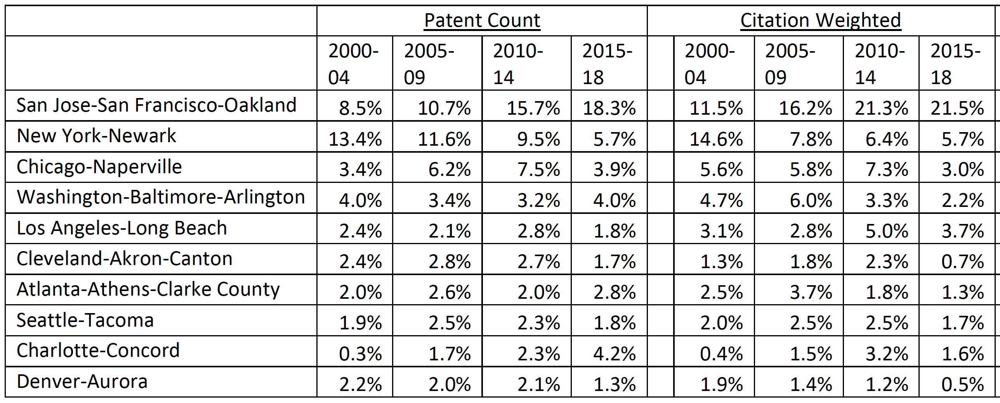 Patent Count Citation Weighted
2000- 2005- 2010- 2015- 2000- 2005- 2010- 2015-
04 09 14 18 04 09 14 18
San Jose-San Francisco-Oakland 8.5% 10.7% 15.7% 18.3% 11.5% 16.2% 21.3% 21.5%
New York-Newark 13.4% 11.6% 9.5% 5.7% 14.6% 7.8% 6.4% 5.7%
Chicago-Naperville 3.4% 6.2% 7.5% 3.9% 5.6% 5.8% 7.3% 3.0%
Washington-Baltimore-Arlington 4.0% 3.4% 3.2% 4.0% 4.7% 6.0% 3.3% 2.2%
Los Angeles-Long Beach 2.4% 2.1% 2.8% 1.8% 3.1% 2.8% 5.0% 3.7%
Cleveland-Akron-Canton 2.4% 2.8% 2.7% 1.7% 1.3% 1.8% 2.3% 0.7%
Atlanta-Athens-Clarke County 2.0% 2.6% 2.0% 2.8% 2.5% 3.7% 1.8% 1.3%
Seattle-Tacoma 1.9% 2.5% 2.3% 1.8% 2.0% 2.5% 2.5% 1.7%
Charlotte-Concord 0.3% 1.7% 2.3% 4.2% 0.4% 1.5% 3.2% 1.6%
Denver-Aurora 2.2% 2.0% 2.1% 1.3% 1.9% 1.4% 1.2% 0.5%